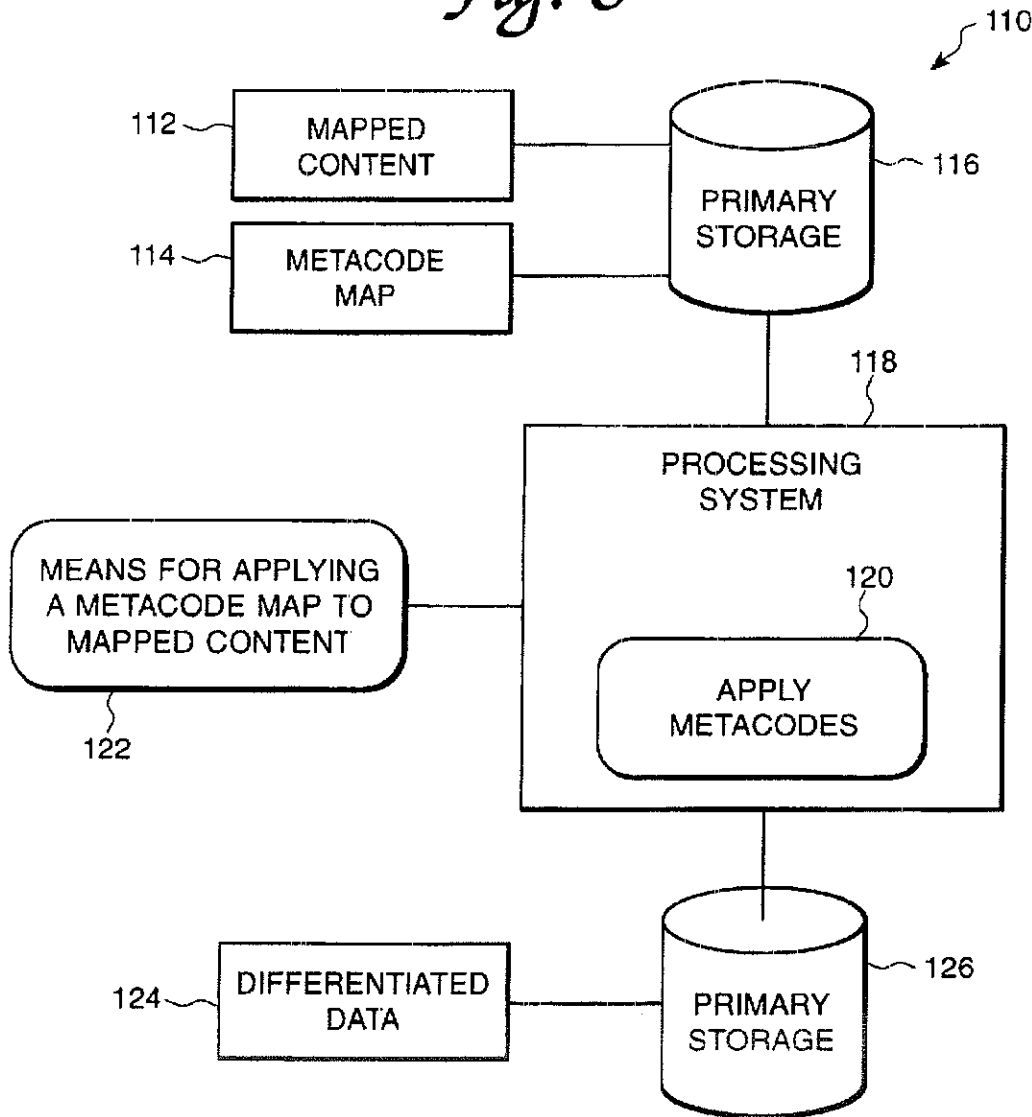 110
112
MAPPED
CONTENT
116
PRIMARY
STORAGE
114
METACODE
MAP
118
PROCESSING
SYSTEM
MEANS FOR APPLYING
A METACODE MAP TO
MAPPED CONTENT
120
APPLY
METACODES
122
124
DIFFERENTIATED
DATA
126
PRIMARY
STORAGE